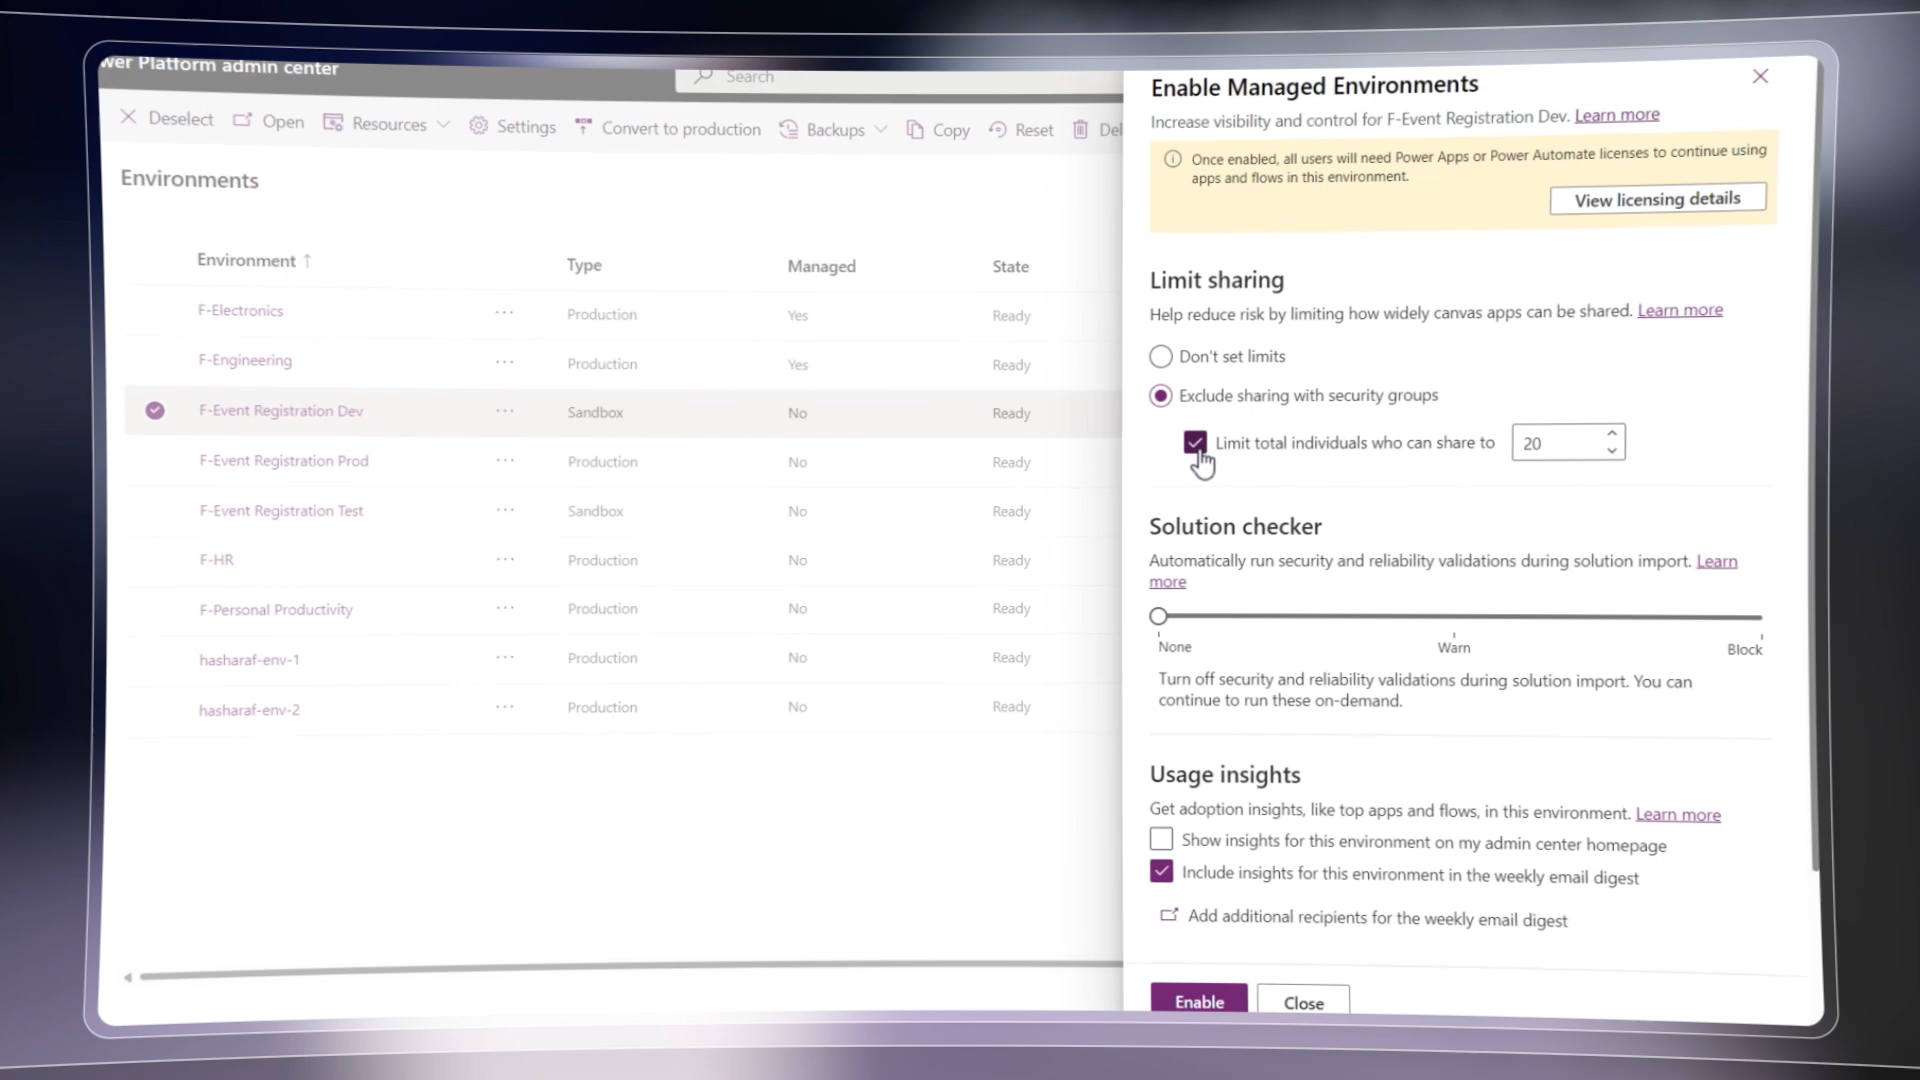 wer Platform admin center
Search
Deselect Open Resources Settings Convert to production Backups Copy Reset Del
Environments
Environment ↑ Type Managed State
F-Electronics ... Production Yes Ready
F-Engineering ... Production Yes Ready
F-Event Registration Dev ... Sandbox No Ready
F-Event Registration Prod ... Production No Ready
F-Event Registration Test ... Sandbox No Ready
F-HR ... Production No Ready
F-Personal Productivity ... Production No Ready
hasharaf-env-1 ... Production No Ready
hasharaf-env-2 ... Production No Ready
Enable Managed Environments
Increase visibility and control for F-Event Registration Dev. Learn more
Once enabled, all users will need Power Apps or Power Automate licenses to continue using
apps and flows in this environment.
View licensing details
Limit sharing
Help reduce risk by limiting how widely canvas apps can be shared. Learn more
Don't set limits
Exclude sharing with security groups
Limit total individuals who can share to 20
Solution checker
Automatically run security and reliability validations during solution import. Learn
more
None Warn Block
Turn off security and reliability validations during solution import. You can
continue to run these on-demand.
Usage insights
Get adoption insights, like top apps and flows, in this environment. Learn more
Show insights for this environment on my admin center homepage
Include insights for this environment in the weekly email digest
Add additional recipients for the weekly email digest
Enable Close